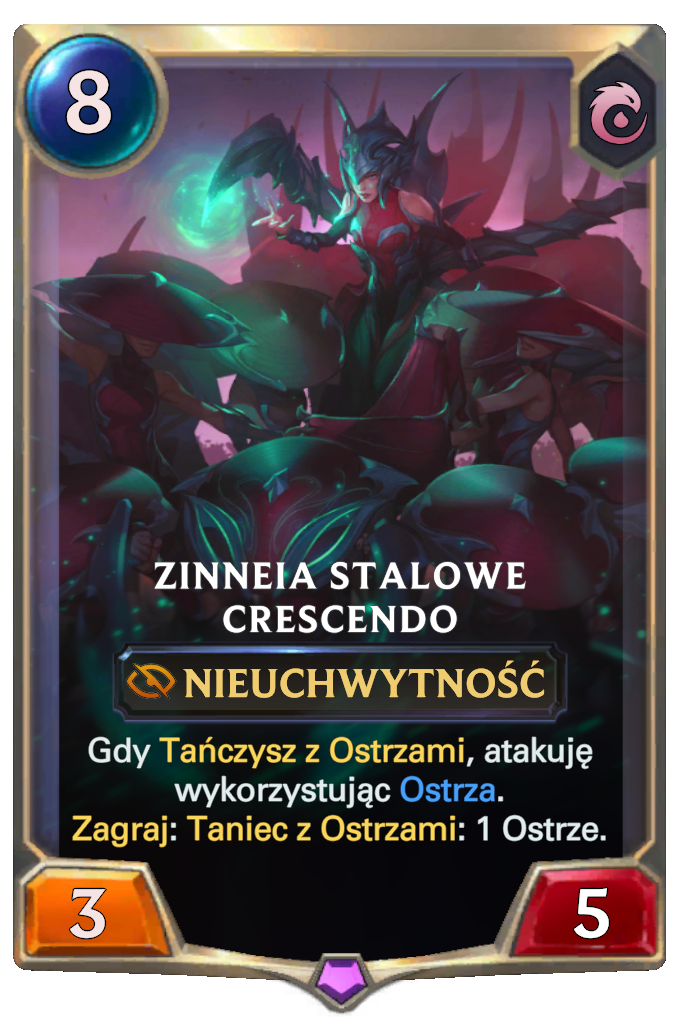 8
ZINNEIA STALOWE
CRESCENDO
NIEUCHWYTNOŚĆ
Gdy Tańczysz z Ostrzami, atakuję
wykorzystując Ostrza.
Zagraj: Taniec z Ostrzami: 1 Ostrze.
3
5